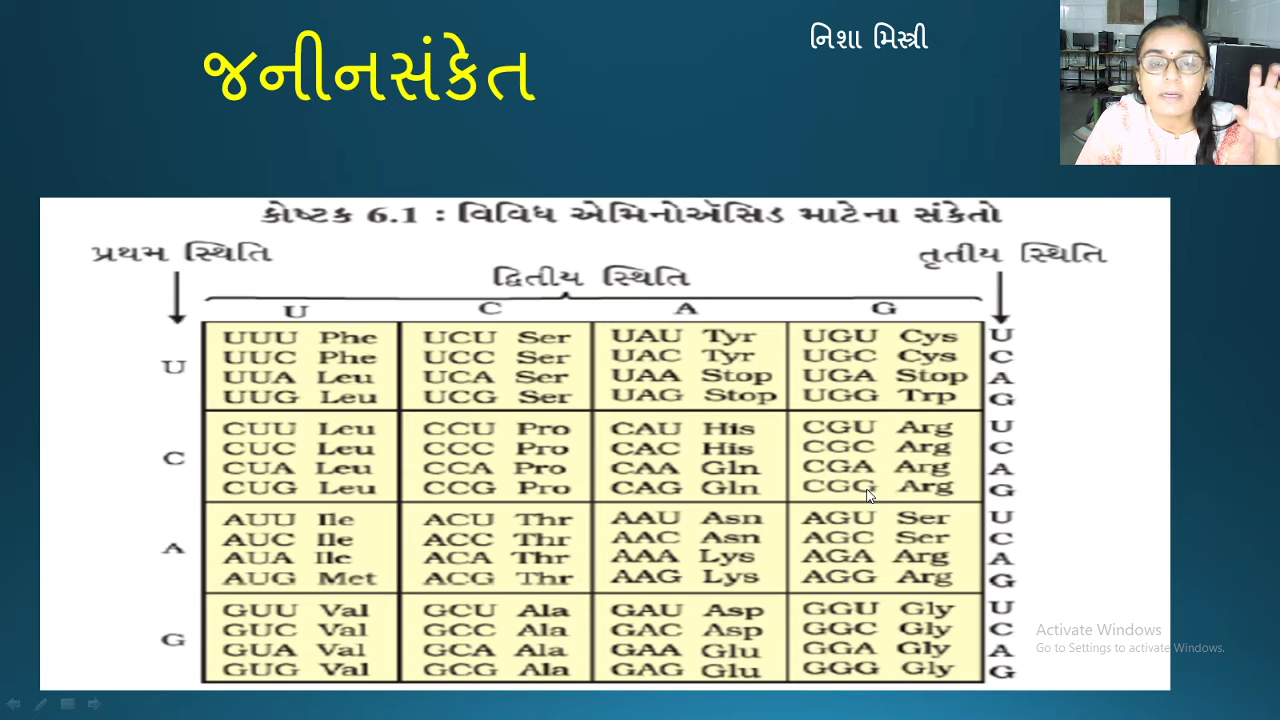 જનીનસંકેત
નિશા મિસ્ત્રી
કોષ્ટક 6.1 : વિવિધ એમિનોઍસિડ માટેના સંકેતો
પ્રથમ સ્થિતિ
દ્વિતીય સ્થિતિ
તૃતીય સ્થિતિ
U C A G
U
UUU Phe UCU Ser UAU Tyr UGU Cys U
UUC Phe UCC Ser UAC Tyr UGC Cys C
UUA Leu UCA Ser UAA Stop UGA Stop A
UUG Leu UCG Ser UAG Stop UGG Trp G
C
CUU Leu CCU Pro CAU His CGU Arg U
CUC Leu CCC Pro CAC His CGC Arg C
CUA Leu CCA Pro CAA Gln CGA Arg A
CUG Leu CCG Pro CAG Gln CGG Arg G
A
AUU Ile ACU Thr AAU Asn AGU Ser U
AUC Ile ACC Thr AAC Asn AGC Ser C
AUA Ile ACA Thr AAA Lys AGA Arg A
AUG Met ACG Thr AAG Lys AGG Arg G
G
GUU Val GCU Ala GAU Asp GGU Gly U
GUC Val GCC Ala GAC Asp GGC Gly C
GUA Val GCA Ala GAA Glu GGA Gly A
GUG Val GCG Ala GAG Glu GGG Gly G
Activate Windows
Go to Settings to activate Windows.